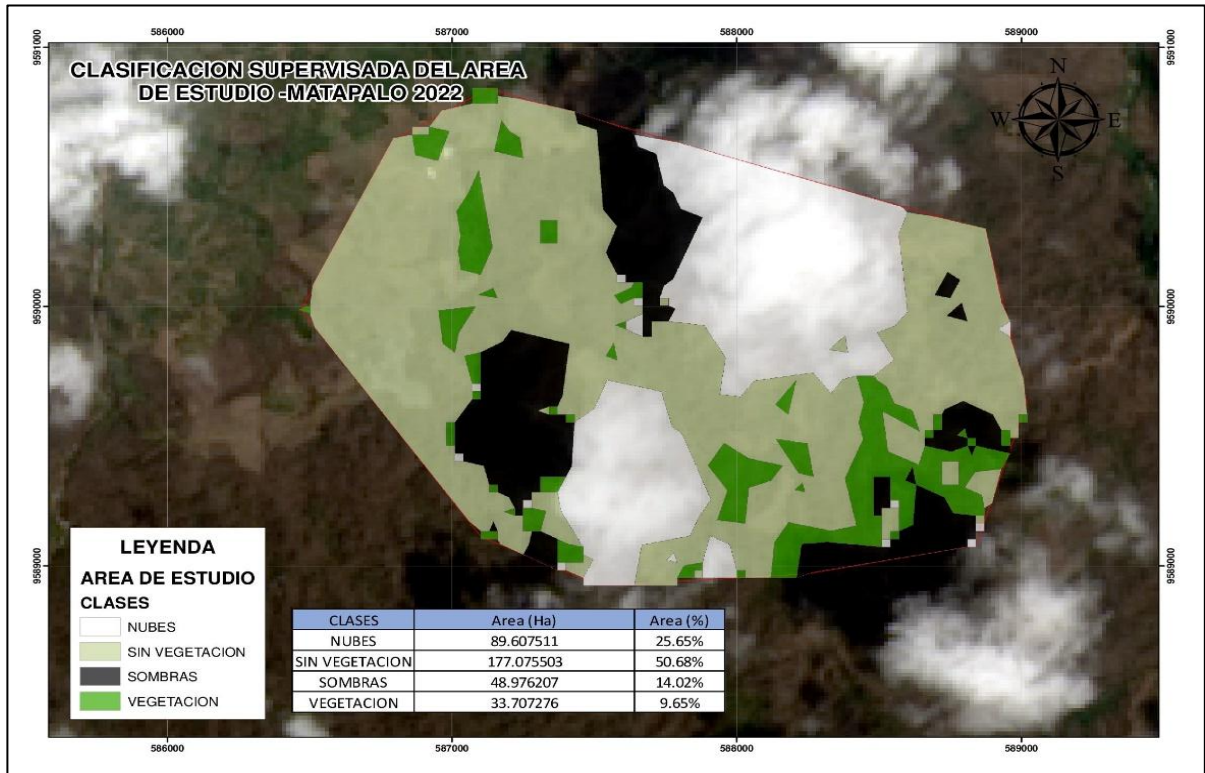 586000 587000 588000 589000
9591000 9591000
CLASIFICACION SUPERVISADA DEL AREA
DE ESTUDIO -MATAPALO 2022
N
W E
S
9590000 9590000
9589000 9589000
LEYENDA
AREA DE ESTUDIO
CLASES
NUBES
SIN VEGETACION
SOMBRAS
VEGETACION
CLASES Area (Ha) Area (%)
NUBES 89.607511 25.65%
SIN VEGETACION 177.075503 50.68%
SOMBRAS 48.976207 14.02%
VEGETACION 33.707276 9.65%
586000 587000 588000 589000